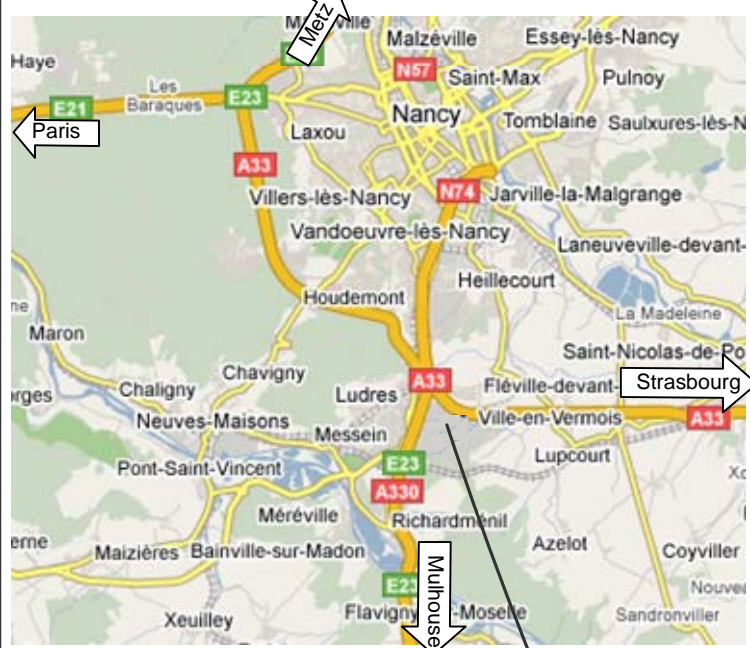 Metz
Malzéville
Essey-lès-Nancy
Haye
N57
Saint-Max
Pulnoy
Les
Baraques
E21
E23
Nancy
Paris
Laxou
Tomblaine
Saulxures-lès-N
A33
Villers-lès-Nancy
N74
Jarville-la-Malgrange
Vandoeuvre-lès-Nancy
Laneuveville-devant-
Heillecourt
Houdemont
La Madeleine
Maron
Saint-Nicolas-de-Po
Chavigny
A33
Fléville-devant-
Strasbourg
Chaligny
Ludres
Neuves-Maisons
Ville-en-Vermois
A33
Messein
Lupcourt
Pont-Saint-Vincent
E23
A330
Méréville
Richardménil
Azelot
Maizières
Bainville-sur-Madon
Coyviller
E23
Mulhouse
Xeuilley
Sandronviller